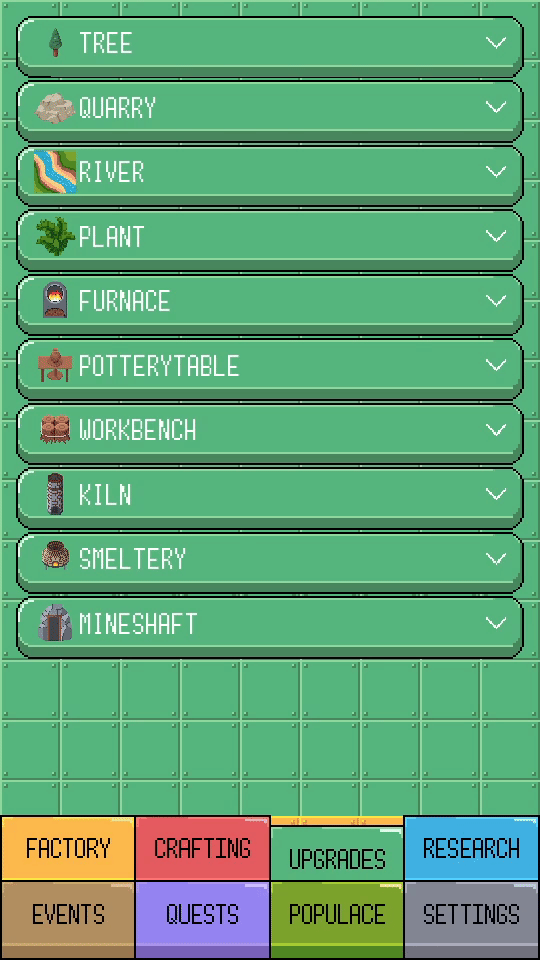 TREE
QUARRY
RIVER
PLANT
FURNACE
POTTERYTABLE
WORKBENCH
KILN
SMELTERY
MINESHAFT
FACTORY CRAFTING UPGRADES RESEARCH
EVENTS QUESTS POPULACE SETTINGS